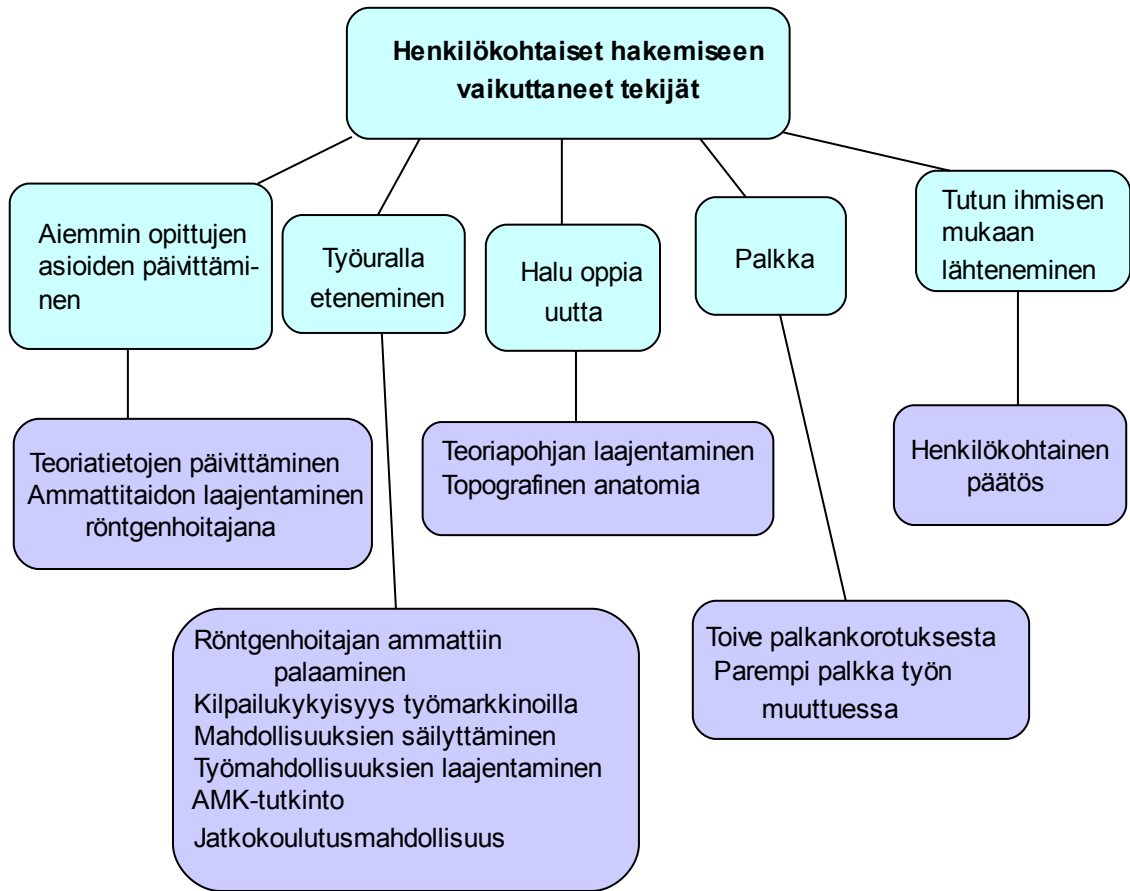 Henkilökohtaiset hakemiseen
vaikuttaneet tekijät
Aiemmin opittujen
asioiden päivittämi-
nen
Työuralla
eteneminen
Halu oppia
uutta
Palkka
Tutun ihmisen
mukaan
lähteneminen
Teoriatietojen päivittäminen
Ammattitaidon laajentaminen
röntgenhoitajana
Teoriapohjan laajentaminen
Topografinen anatomia
Henkilökohtainen
päätös
Röntgenhoitajan ammattiin
palaaminen
Kilpailukykyisyys työmarkkinoilla
Mahdollisuuksien säilyttäminen
Työmahdollisuuksien laajentaminen
AMK-tutkinto
Jatkokoulutusmahdollisuus
Toive palkankorotuksesta
Parempi palkka työn
muuttuessa